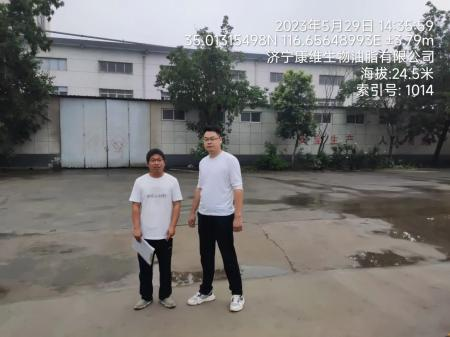 2023年5月29日 14:35:59
35.01315498N 116.65648993E ±3.79m
济宁康维生物油脂有限公司
海拔:24.5米
索引号: 1014
生产